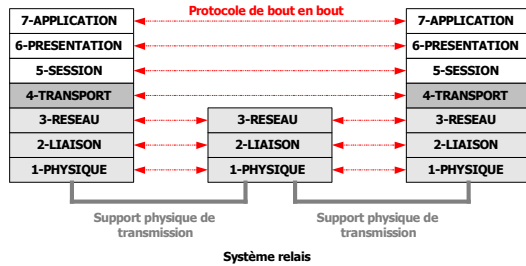 Protocole de bout en bout
7-APPLICATION
7-APPLICATION
6-PRESENTATION
6-PRESENTATION
5-SESSION
5-SESSION
4-TRANSPORT
4-TRANSPORT
3-RESEAU
3-RESEAU
3-RESEAU
2-LIAISON
2-LIAISON
2-LIAISON
1-PHYSIQUE
1-PHYSIQUE
1-PHYSIQUE
Support physique de
transmission
Support physique de
transmission
Système relais